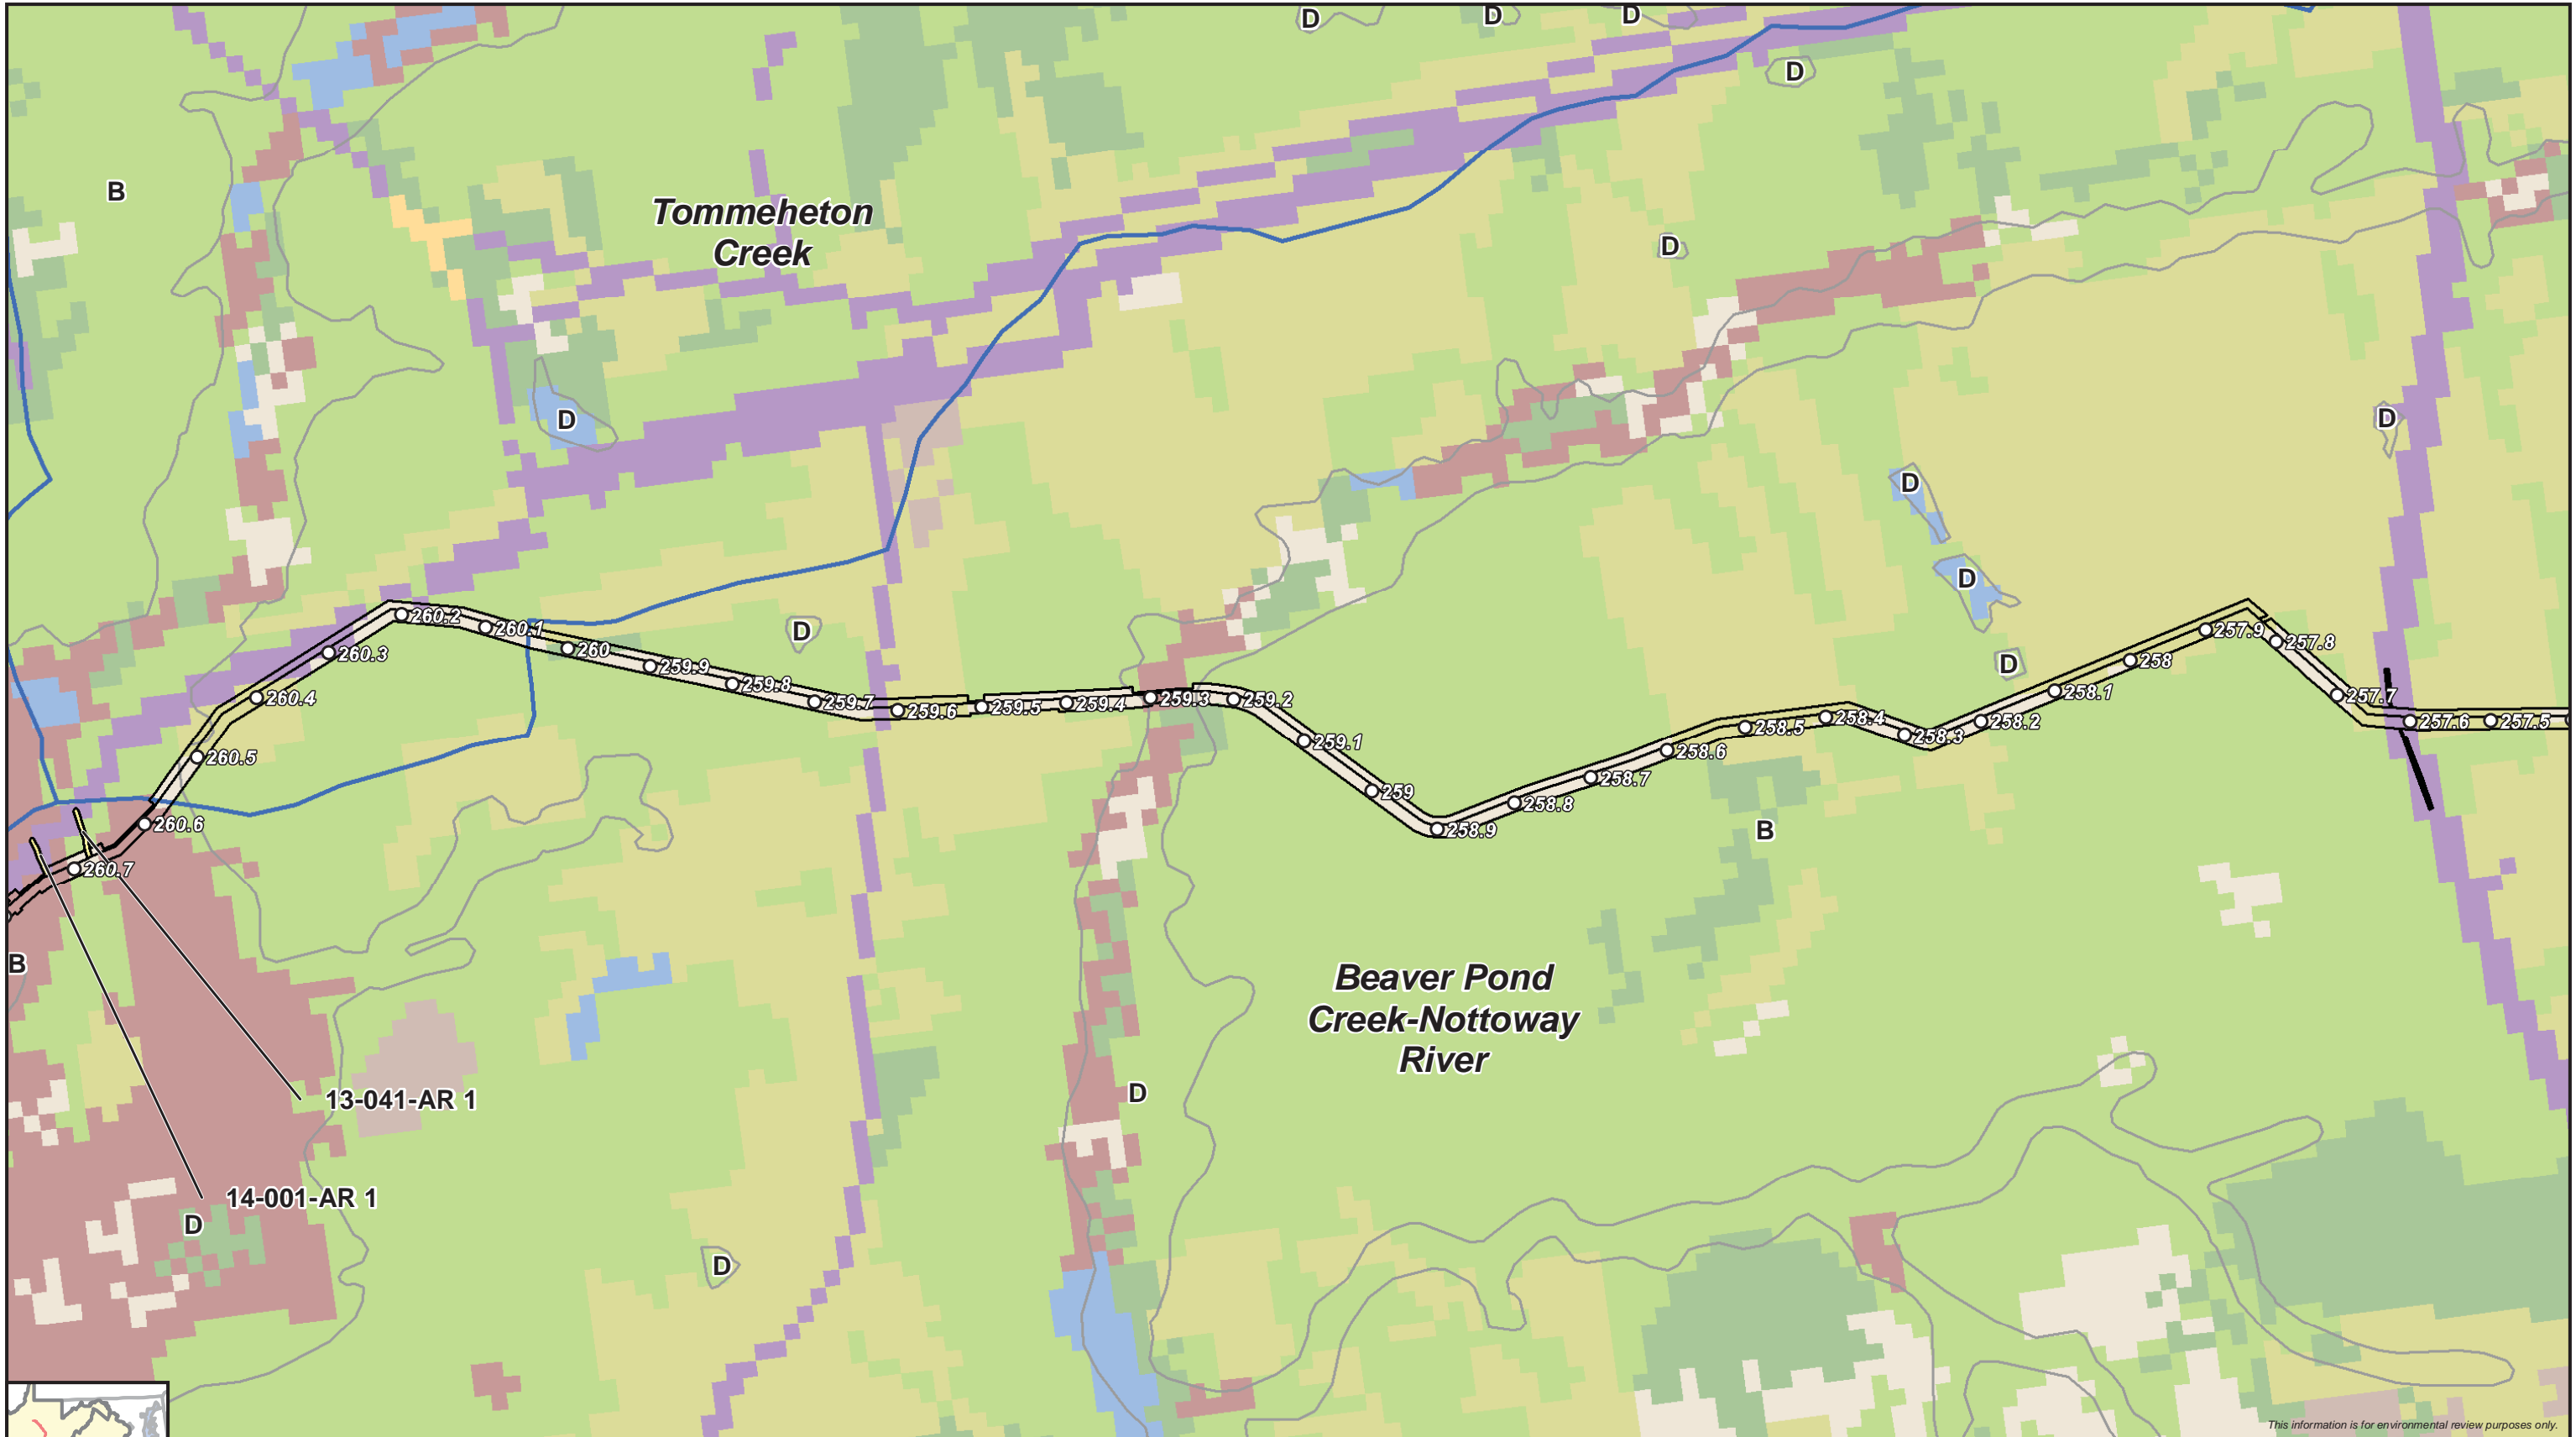 D
D
D
D
B
Tommeheton
Creek
D
D
D
D
D
D
D
D
260.2
260.1
260
260.3
259.9
259.8
260.4
259.7
259.6
259.5
259.4
259.3
259.2
259.1
259
258.9
258.8
258.7
258.6
258.5
258.4
258.3
258.2
258.1
258
257.9
257.8
257.7
257.6
257.5
260.5
260.6
260.7
B
B
Beaver Pond
Creek-Nottoway
River
D
13-041-AR 1
14-001-AR 1
D
D
This information is for environmental review purposes only.